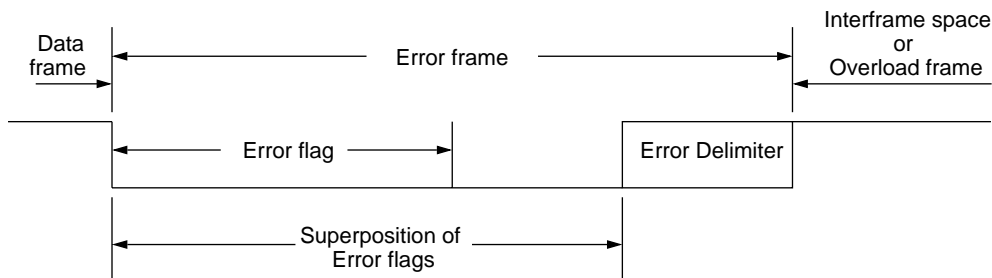 Data
frame
Error frame
Interframe space
or
Overload frame
Error flag
Error Delimiter
Superposition of
Error flags